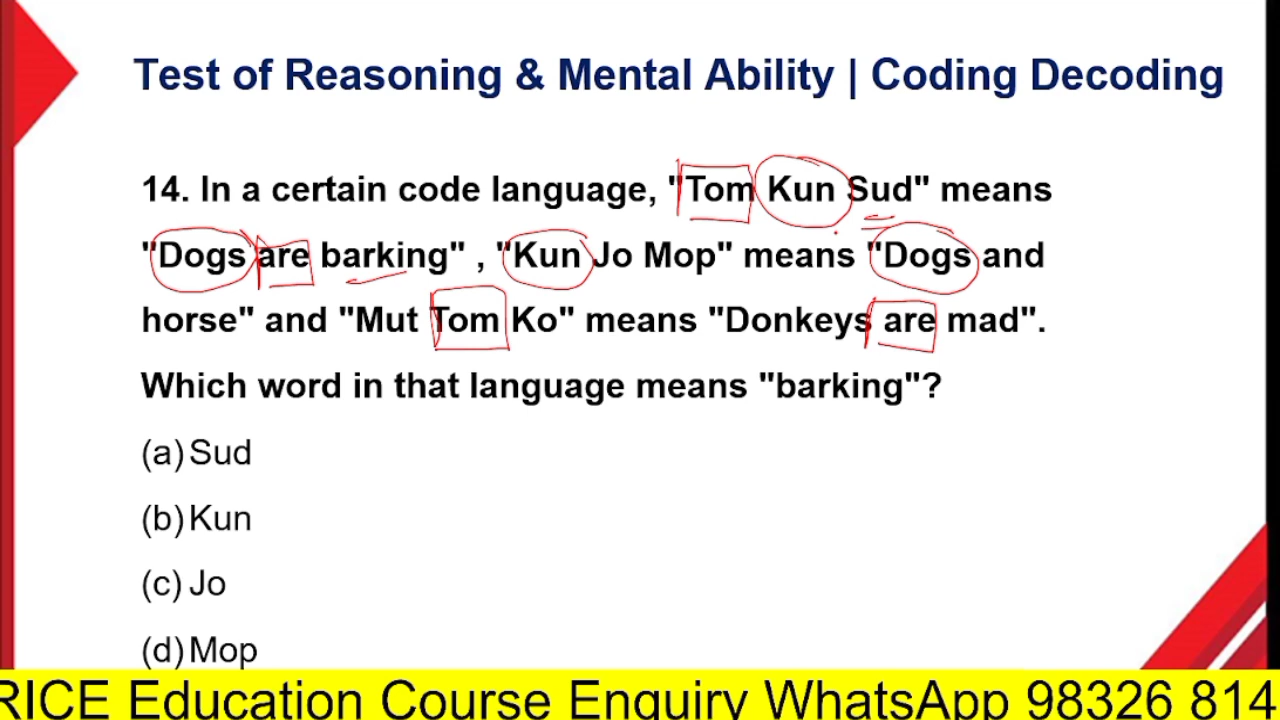 Test of Reasoning & Mental Ability | Coding Decoding
14. In a certain code language, "Tom Kun Sud" means
"Dogs are barking" , "Kun Jo Mop" means "Dogs and
horse" and "Mut Tom Ko" means "Donkeys are mad".
Which word in that language means "barking"?
(a) Sud
(b) Kun
(c) Jo
(d) Mop
RICE Education Course Enquiry WhatsApp 98326 814